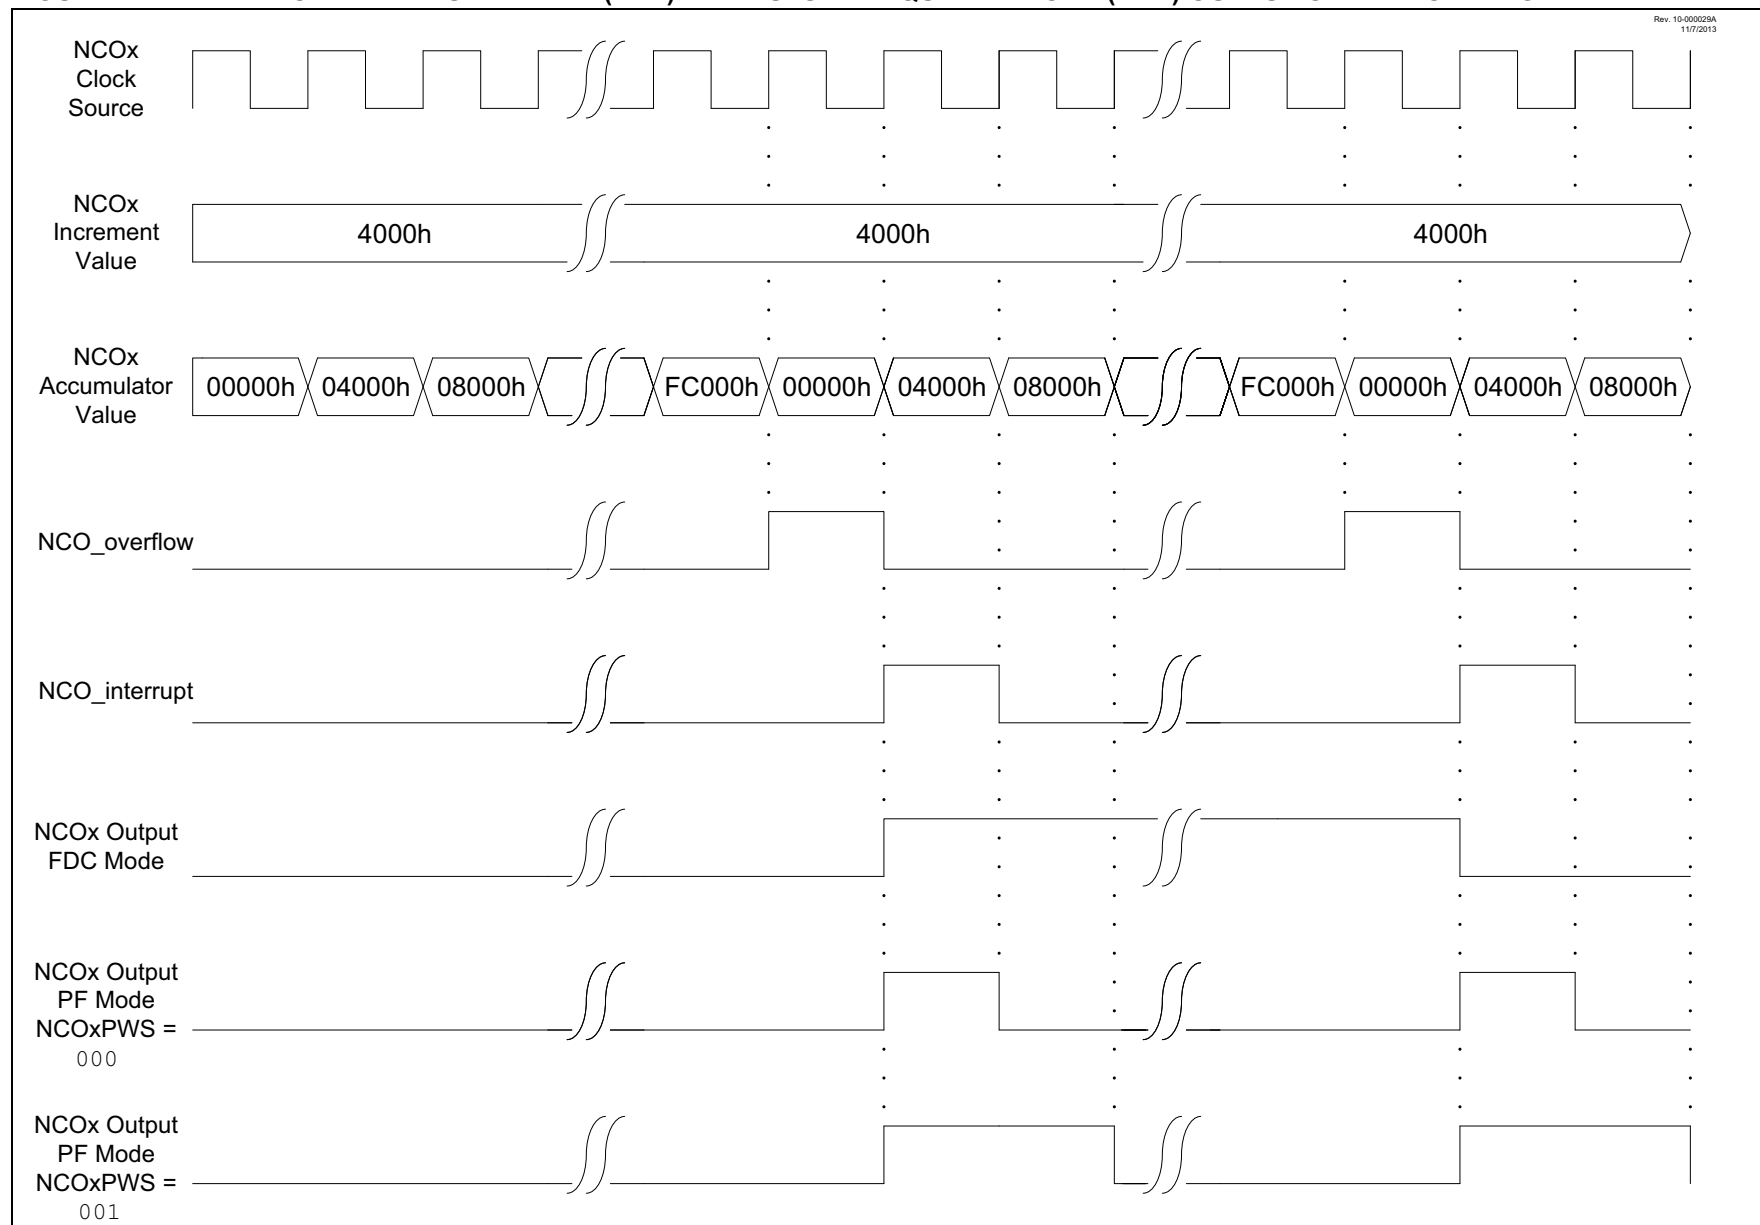 Rev. 10-000029A
11/7/2013
NCOx
Clock
Source
NCOx
Increment
Value
4000h
4000h
4000h
NCOx
Accumulator
Value
00000h
04000h
08000h
FC000h
00000h
04000h
08000h
FC000h
00000h
04000h
08000h
NCO_overflow
NCO_interrupt
NCOx Output
FDC Mode
NCOx Output
PF Mode
NCOxPWS =
000
NCOx Output
PF Mode
NCOxPWS =
001